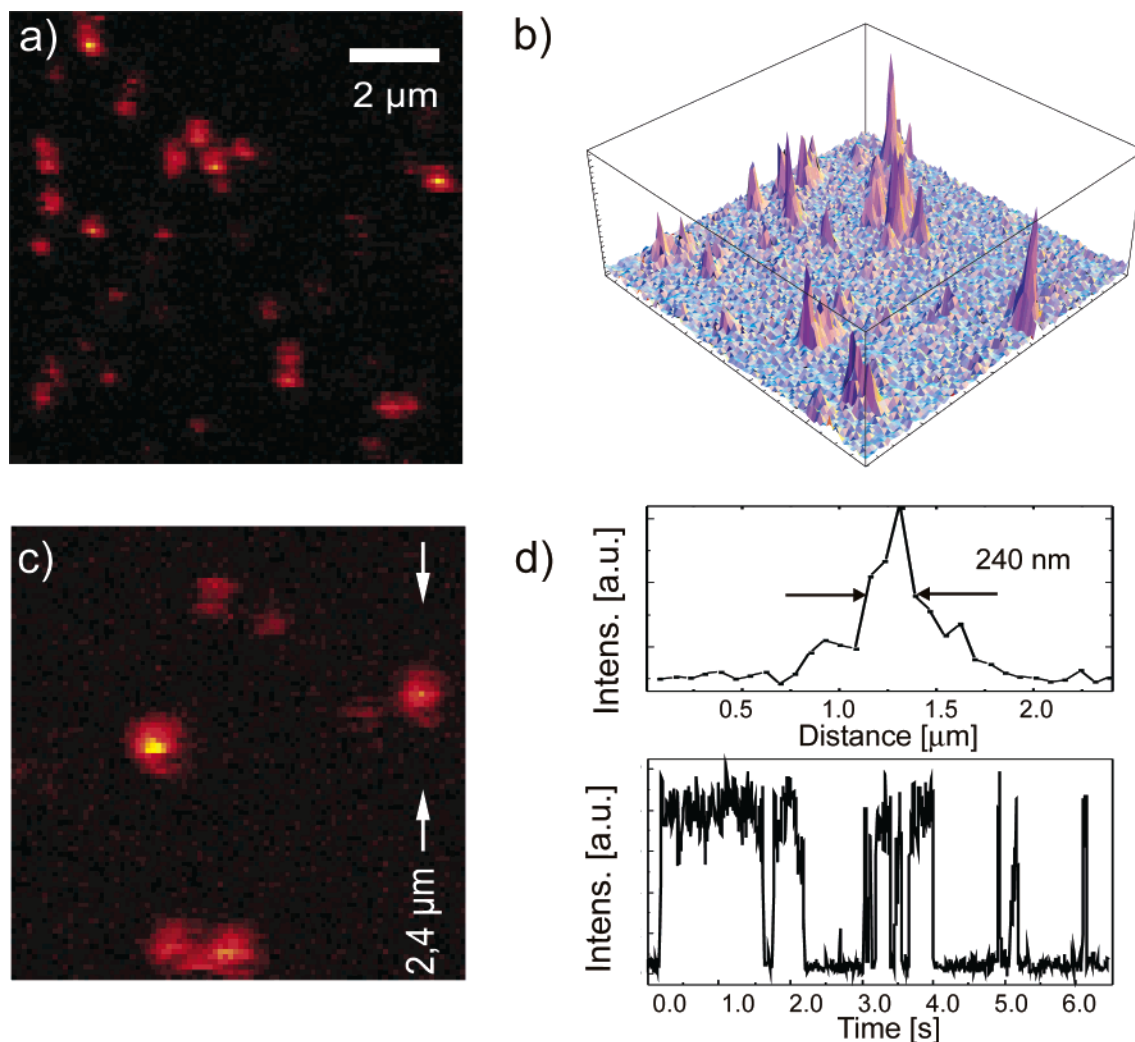 a)
2 µm
b)
c)
2,4 µm
d)
Intens. [a.u.]
240 nm
0.5 1.0 1.5 2.0
Distance [µm]
Intens. [a.u.]
0.0 1.0 2.0 3.0 4.0 5.0 6.0
Time [s]